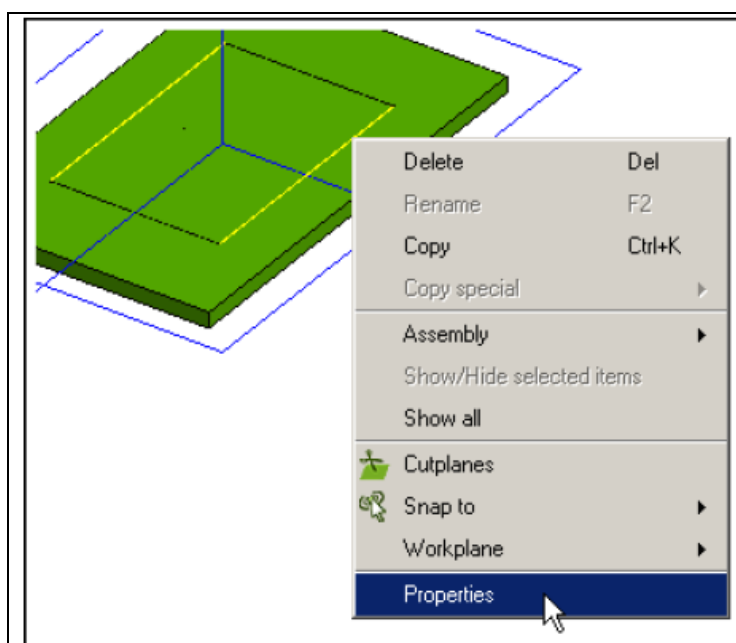 Delete Del
Rename F2
Copy Ctrl+K
Copy special
Assembly
Show/Hide selected items
Show all
Cutplanes
Snap to
Workplane
Properties